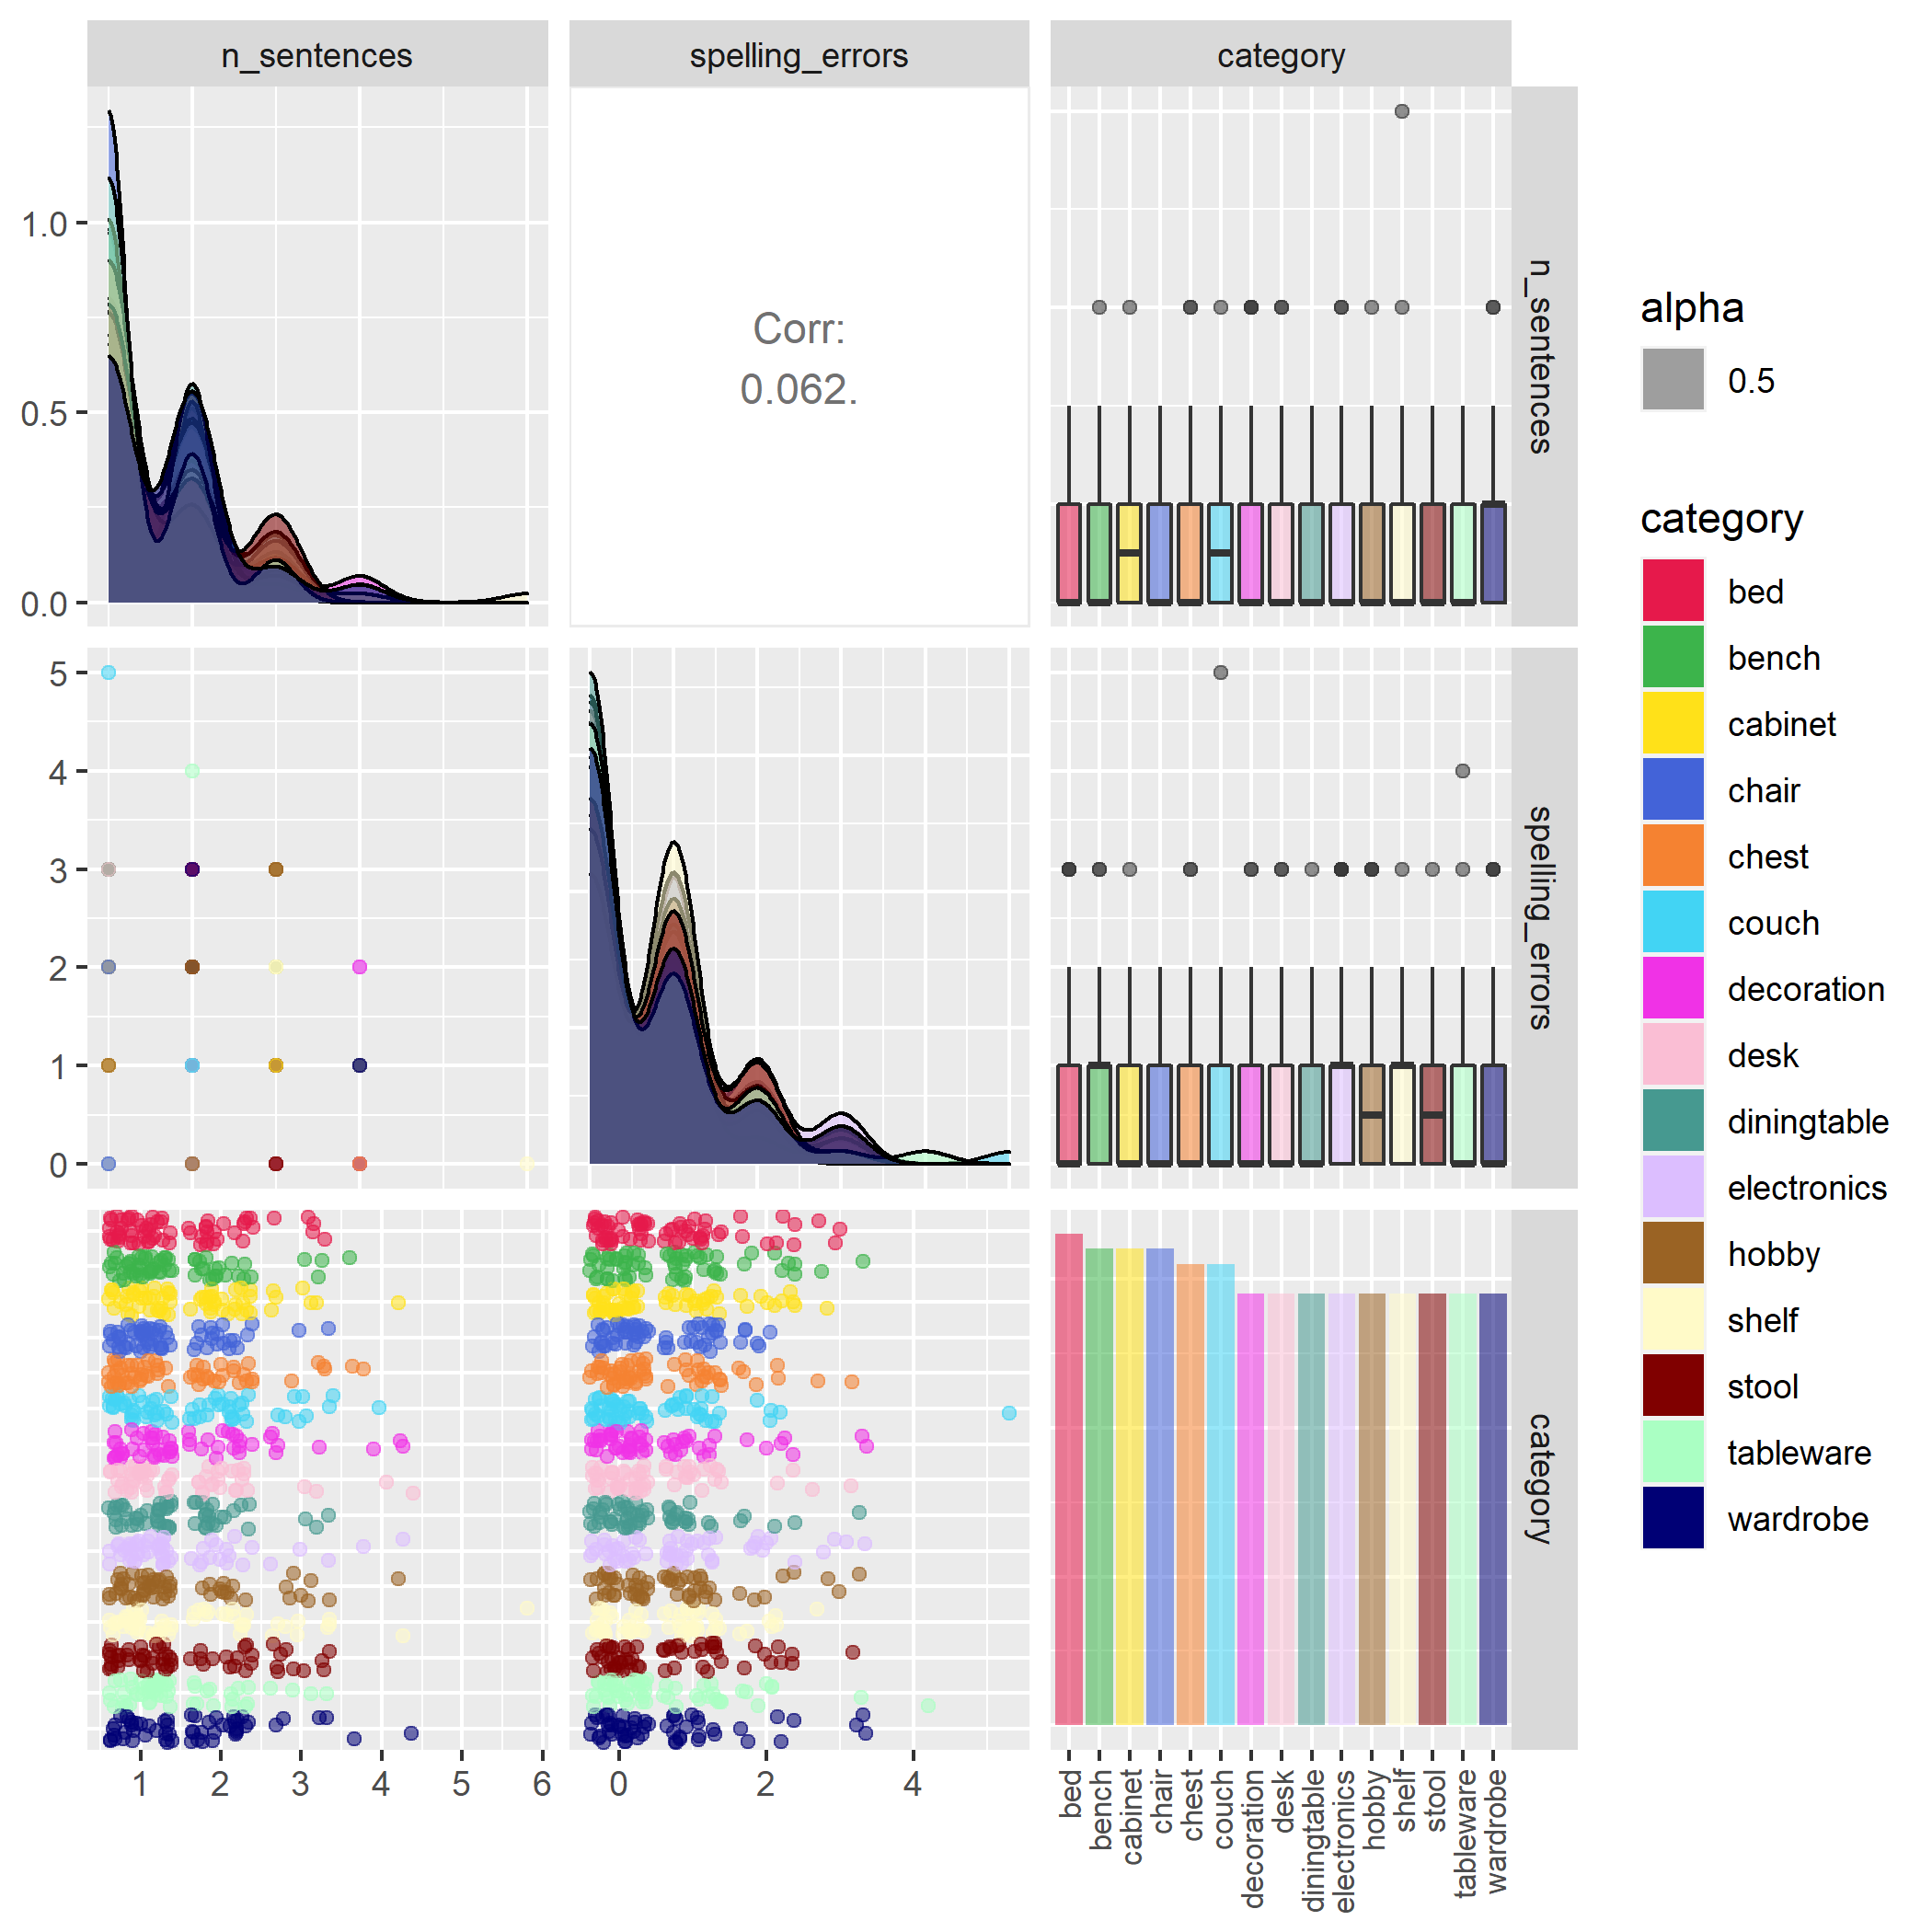 n_sentences
spelling_errors
category
1.0
0.5
0.0
Corr:
0.062.
n_sentences
5
4
3
2
1
0
spelling_errors
category
1 2 3 4 5 6
0 2 4
bed
bench
cabinet
chair
chest
couch
decoration
desk
diningtable
electronics
hobby
shelf
stool
tableware
wardrobe
alpha
0.5
category
bed
bench
cabinet
chair
chest
couch
decoration
desk
diningtable
electronics
hobby
shelf
stool
tableware
wardrobe